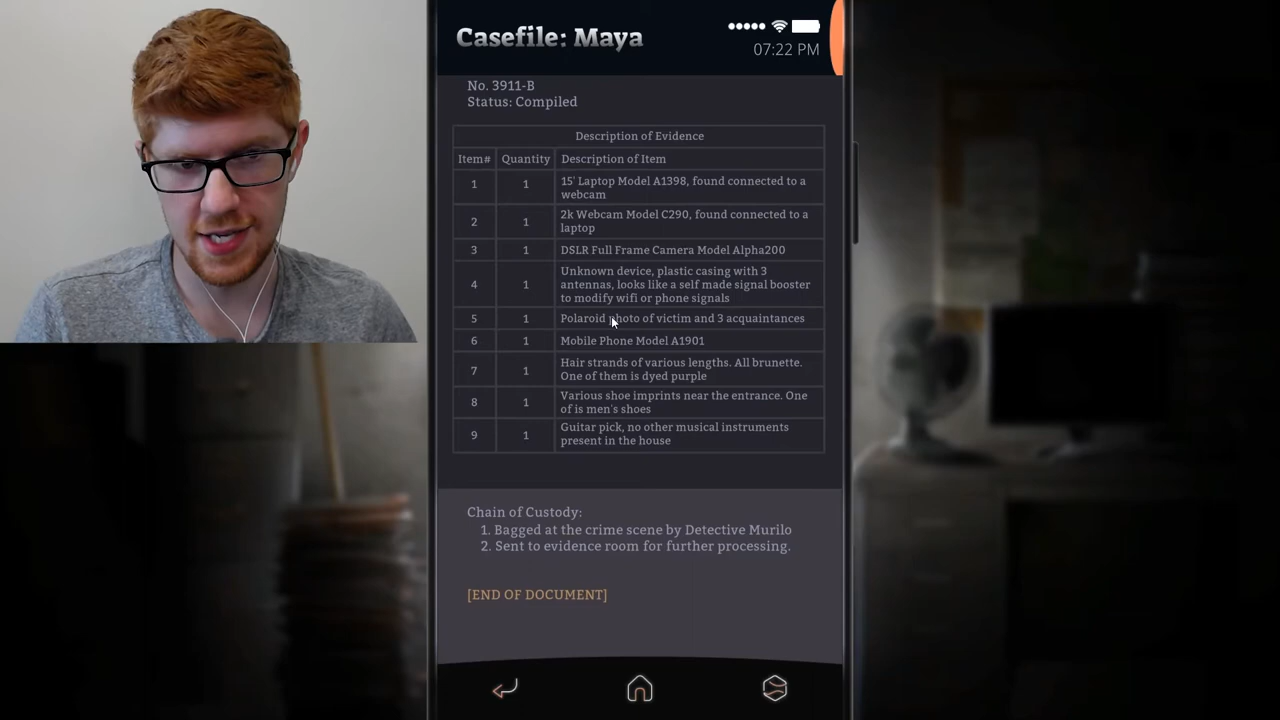 Casefile: Maya
07:22 PM
No. 3911-B
Status: Compiled
Description of Evidence
Item# Quantity Description of Item
1 1 15' Laptop Model A1398, found connected to a
webcam
2 1 2k Webcam Model C290, found connected to a
laptop
3 1 DSLR Full Frame Camera Model Alpha200
4 1 Unknown device, plastic casing with 3
antennas, looks like a self made signal booster
to modify wifi or phone signals
5 1 Polaroid photo of victim and 3 acquaintances
6 1 Mobile Phone Model A1901
7 1 Hair strands of various lengths. All brunette.
One of them is dyed purple
8 1 Various shoe imprints near the entrance. One
of is men's shoes
9 1 Guitar pick, no other musical instruments
present in the house
Chain of Custody:
1. Bagged at the crime scene by Detective Murilo
2. Sent to evidence room for further processing.
[END OF DOCUMENT]